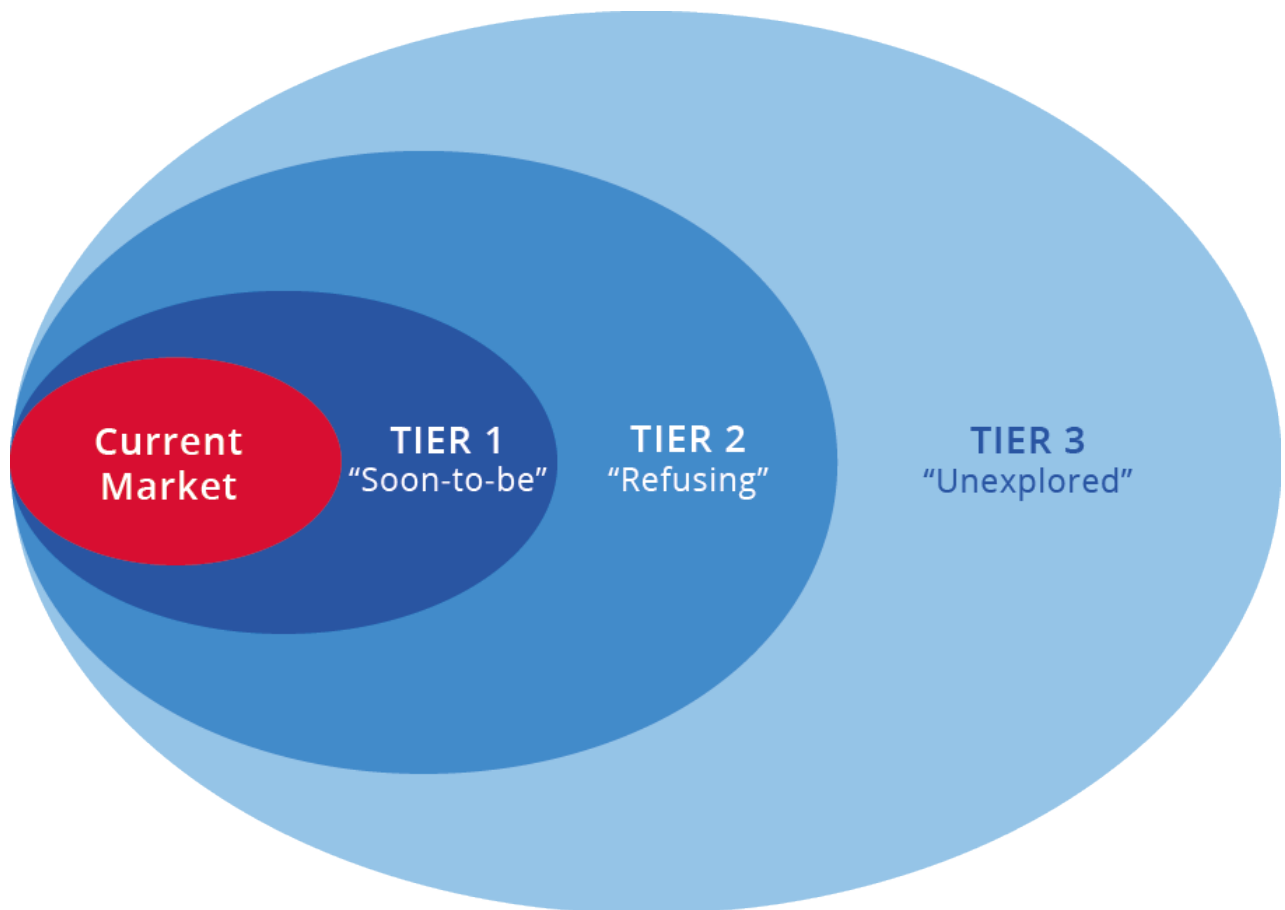 Current
Market
TIER 1
“Soon-to-be”
TIER 2
“Refusing”
TIER 3
“Unexplored”